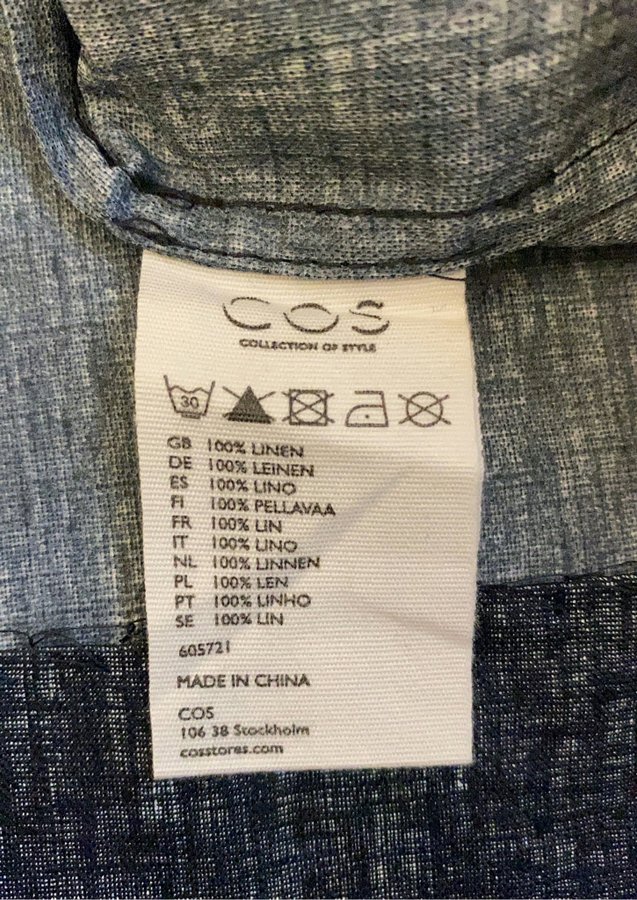 COS
COLLECTION OF STYLE
30
GB 100% LINEN
DE 100% LEINEN
ES 100% LINO
FI 100% PELLAVAA
FR 100% LIN
IT 100% LINO
NL 100% LINNEN
PL 100% LEN
PT 100% LINHO
SE 100% LIN
605721
MADE IN CHINA
COS
106 38 Stockholm
cosstores.com